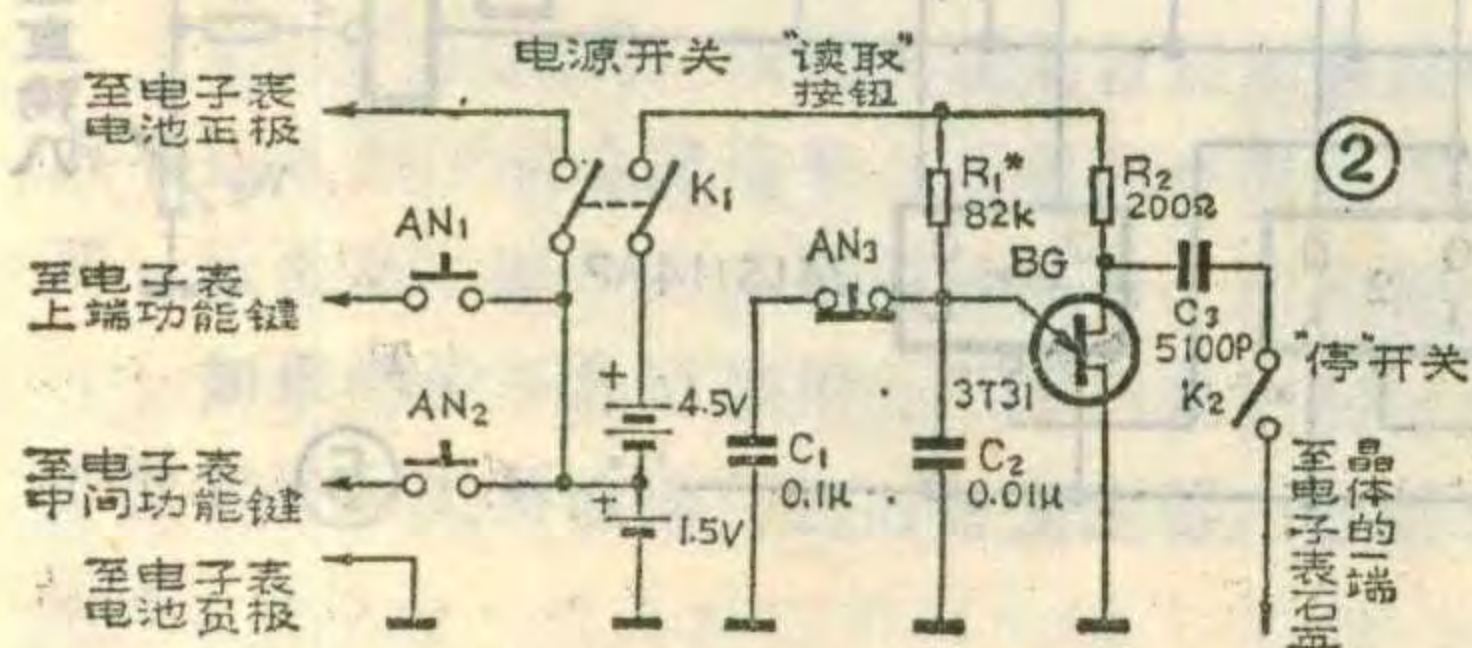 电源开关
"读取"
按钮
②
至电子表
电池正极
K₁
R₁*
82k
R₂
200Ω
AN₁
AN₃
BG
至电子表
上端功能键
C₃
5100P
"停"开关
K₂
+
4.5V
3T31
AN₂
C₁
0.1μ
C₂
0.01μ
至电子表
中间功能键
+
1.5V
至电子表
电池负极
至电子表石英
晶体的一端